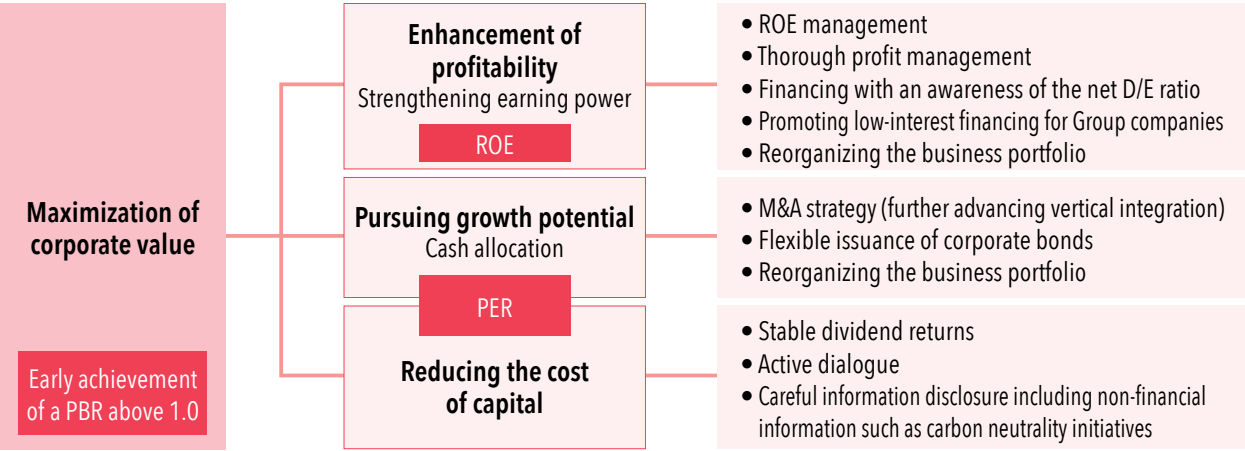 Maximization of
corporate value
Early achievement
of a PBR above 1.0
Enhancement of
profitability
Strengthening earning power
ROE
• ROE management
• Thorough profit management
• Financing with an awareness of the net D/E ratio
• Promoting low-interest financing for Group companies
• Reorganizing the business portfolio
Pursuing growth potential
Cash allocation
PER
• M&A strategy (further advancing vertical integration)
• Flexible issuance of corporate bonds
• Reorganizing the business portfolio
Reducing the cost
of capital
• Stable dividend returns
• Active dialogue
• Careful information disclosure including non-financial
information such as carbon neutrality initiatives